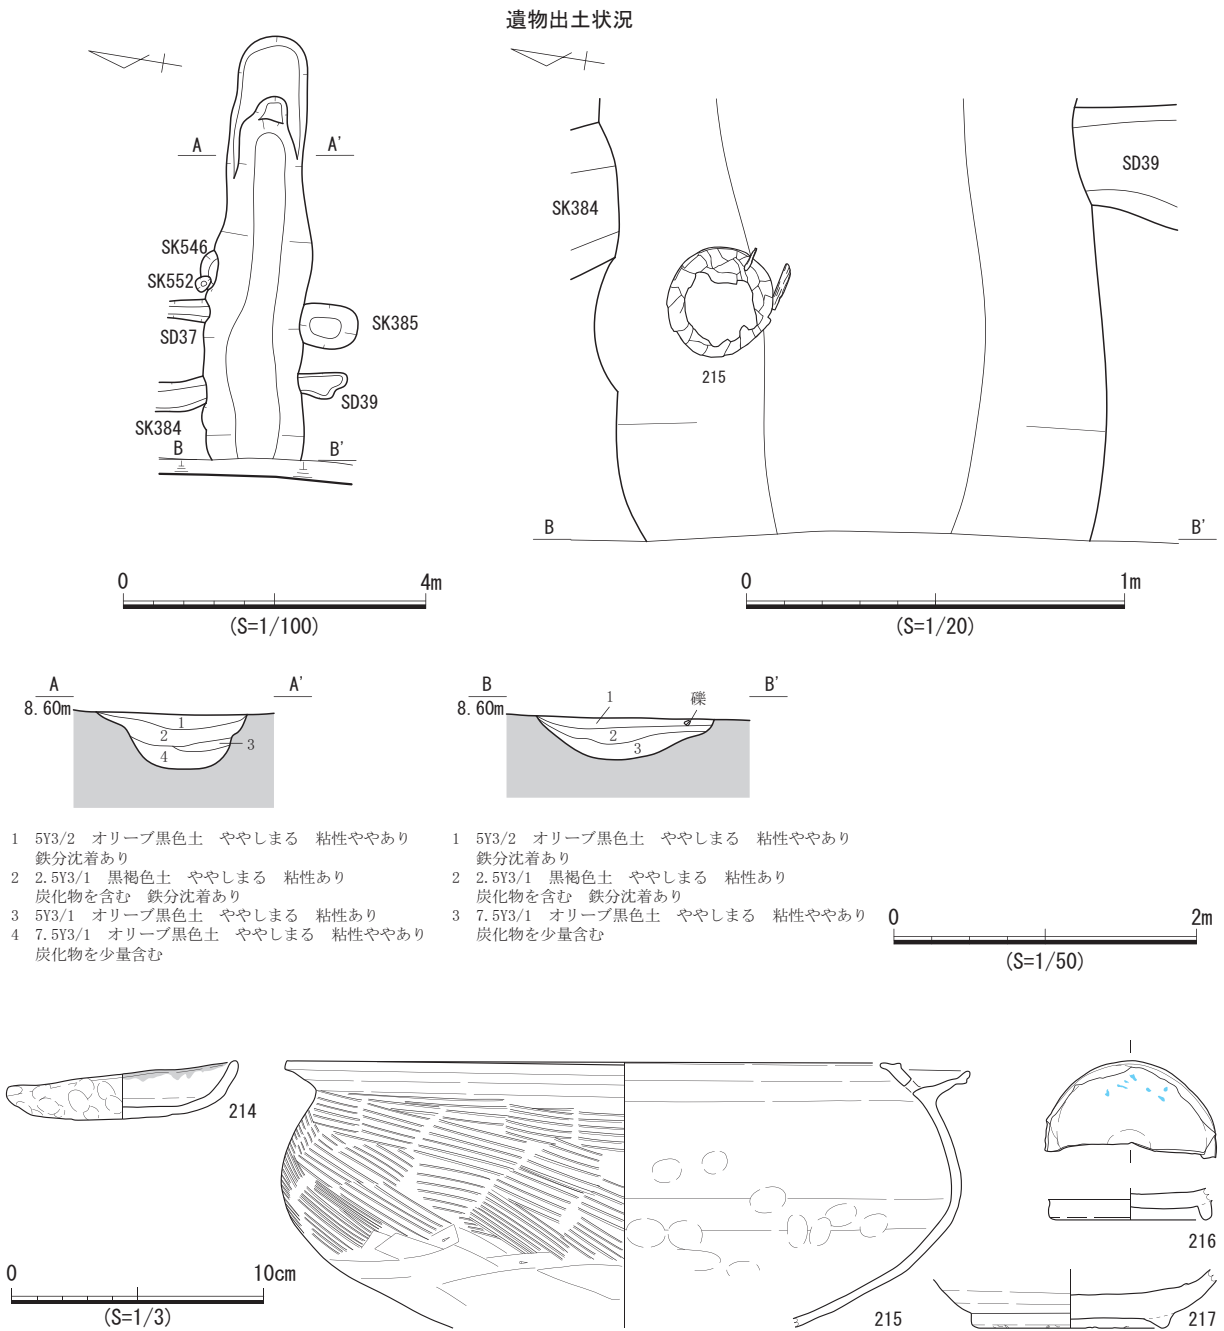 遺物出土状況
A A'
SK546
SK552
SD37
SK385
SD39
SK384
B B'
0 4m
(S=1/100)
SK384
SD39
215
B B'
0 1m
(S=1/20)
A A'
8.60m
1
2
3
4
B B'
8.60m
1
礫
2
3
1 5Y3/2 オリーブ黒色土 ややしまる 粘性ややあり
鉄分沈着あり
2 2.5Y3/1 黒褐色土 ややしまる 粘性あり
炭化物を含む 鉄分沈着あり
3 5Y3/1 オリーブ黒色土 ややしまる 粘性あり
4 7.5Y3/1 オリーブ黒色土 ややしまる 粘性ややあり
炭化物を少量含む
1 5Y3/2 オリーブ黒色土 ややしまる 粘性ややあり
鉄分沈着あり
2 2.5Y3/1 黒褐色土 ややしまる 粘性あり
炭化物を含む 鉄分沈着あり
3 7.5Y3/1 オリーブ黒色土 ややしまる 粘性ややあり
炭化物を少量含む
0 2m
(S=1/50)
214
215
216
217
0 10cm
(S=1/3)